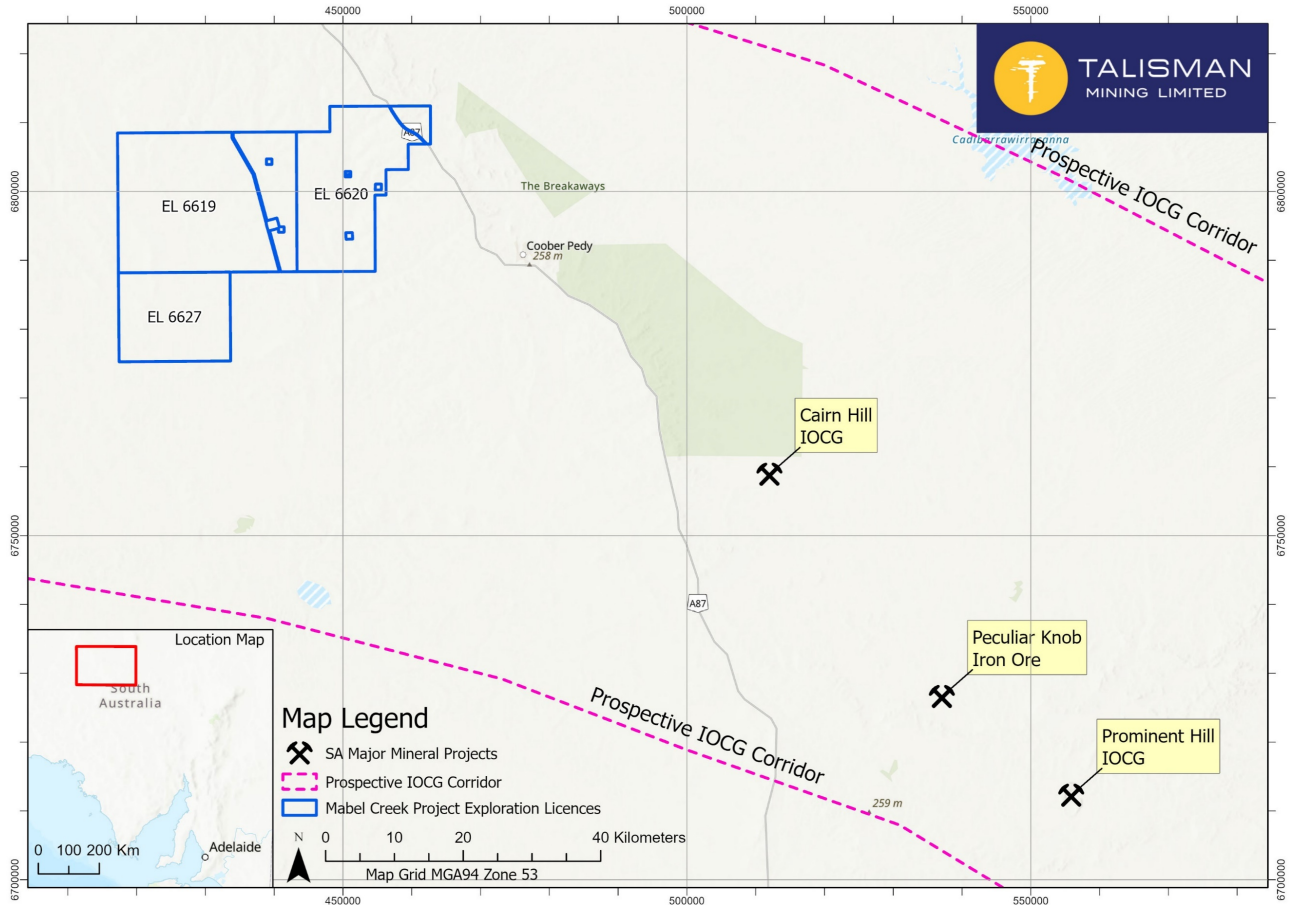 450000
500000
550000
TALISMAN
MINING LIMITED
A87
Cadibarrawirracanna
Prospective IOCG Corridor
6800000
6800000
The Breakaways
EL 6619
EL 6620
Coober Pedy
258 m
EL 6627
Cairn Hill
IOCG
6750000
6750000
A87
Peculiar Knob
Iron Ore
Prospective IOCG Corridor
Prominent Hill
IOCG
259 m
Location Map
South
Australia
Adelaide
0 100 200 Km
Map Legend
SA Major Mineral Projects
Prospective IOCG Corridor
Mabel Creek Project Exploration Licences
N 0 10 20 40 Kilometers
Map Grid MGA94 Zone 53
6700000
6700000
450000
500000
550000